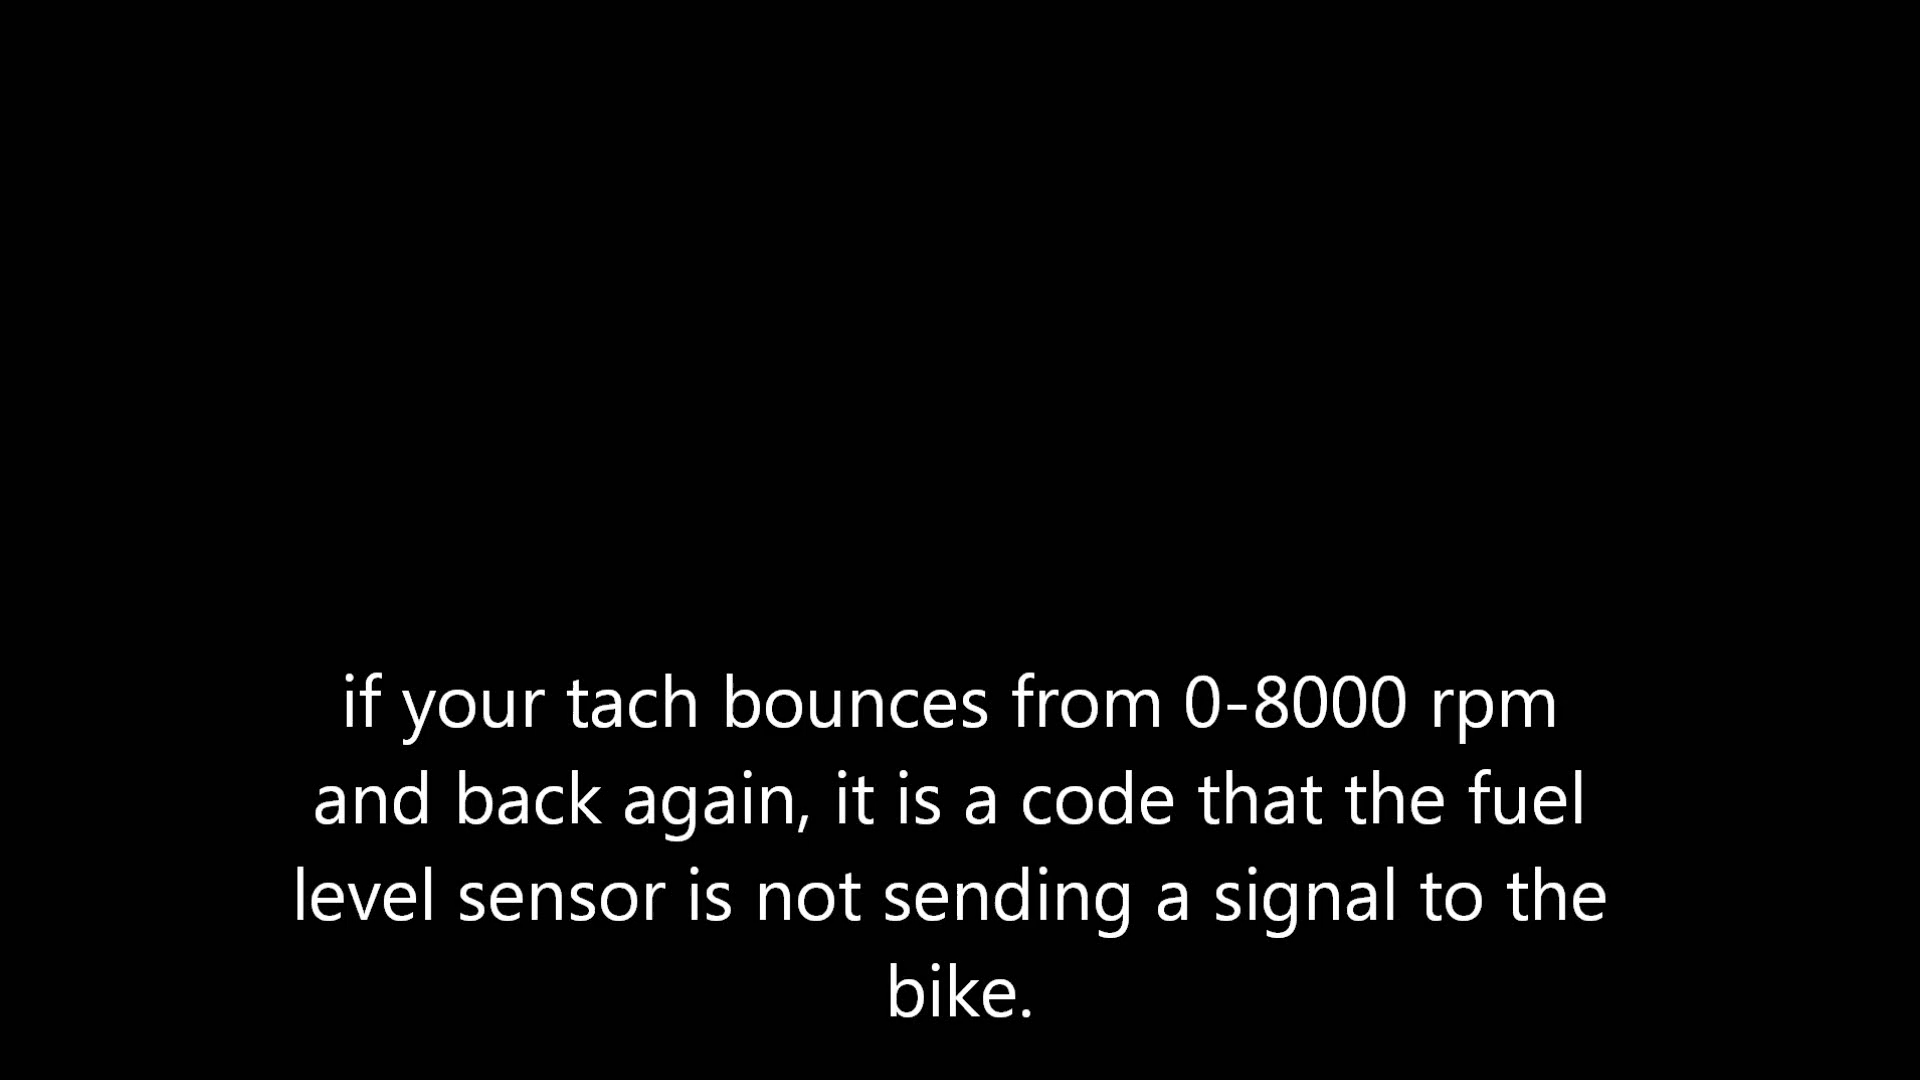 if your tach bounces from 0-8000 rpm
and back again, it is a code that the fuel
level sensor is not sending a signal to the
bike.